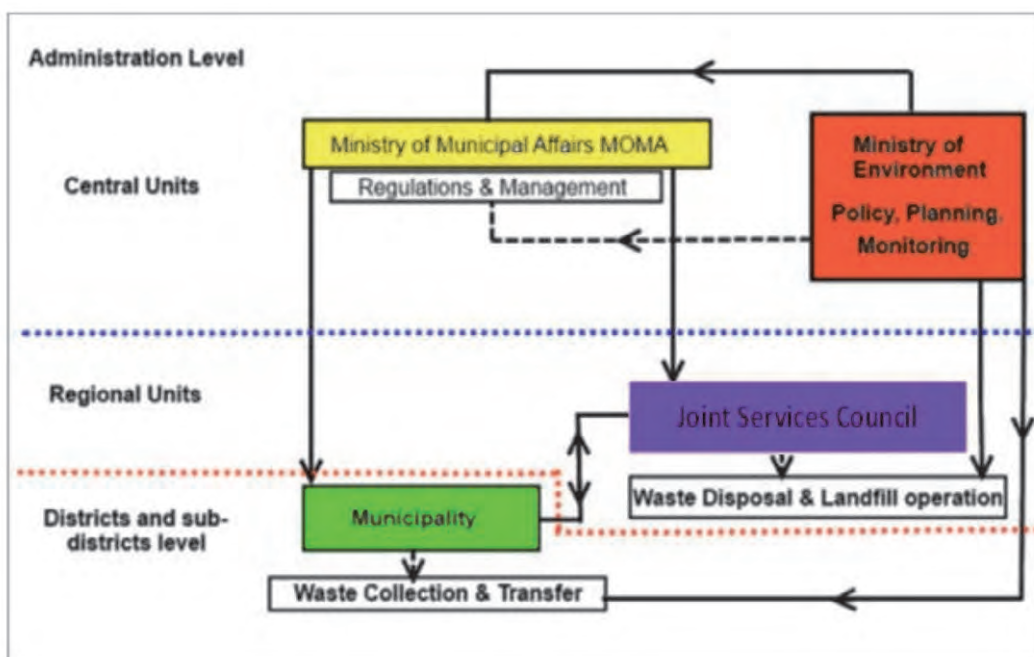 Administration Level
Ministry of Municipal Affairs MOMA
Regulations & Management
Central Units
Ministry of
Environment
Policy, Planning,
Monitoring
Regional Units
Joint Services Council
Waste Disposal & Landfill operation
Districts and sub-
districts level
Municipality
Waste Collection & Transfer